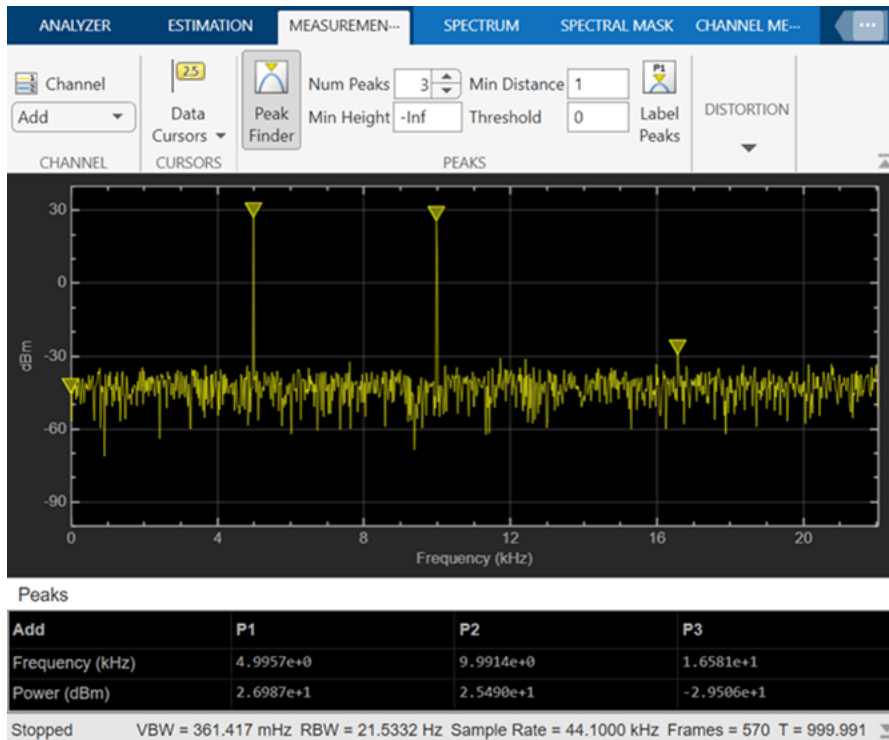 ANALYZER ESTIMATION MEASUREMEN··· SPECTRUM SPECTRAL MASK CHANNEL ME··· ···
Channel 2.5 Num Peaks 3 Min Distance 1 P1
Add Data Cursors Peak Finder Min Height -Inf Threshold 0 Label Peaks DISTORTION
CHANNEL CURSORS PEAKS
30
0
-30
dBm
-60
-90
0 4 8 12 16 20
Frequency (kHz)
Peaks
Add P1 P2 P3
Frequency (kHz) 4.9957e+0 9.9914e+0 1.6581e+1
Power (dBm) 2.6987e+1 2.5490e+1 -2.9506e+1
Stopped VBW = 361.417 mHz RBW = 21.5332 Hz Sample Rate = 44.1000 kHz Frames = 570 T = 999.991